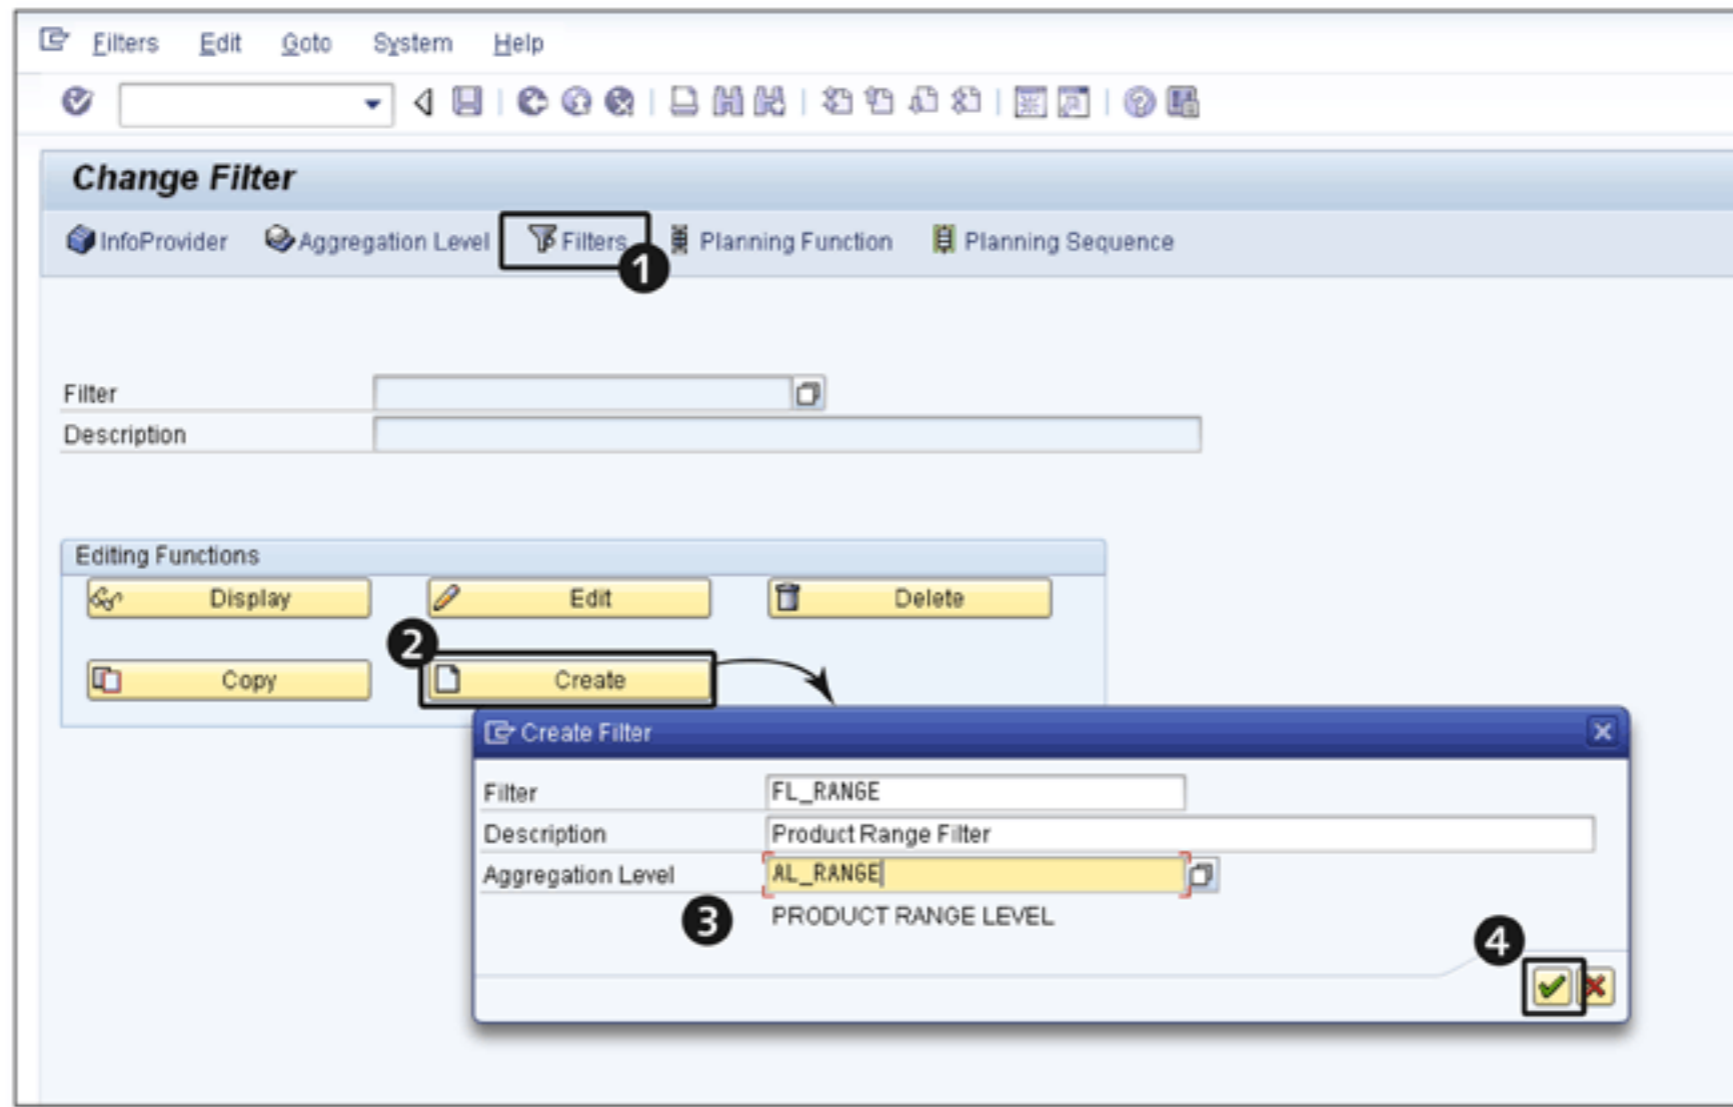 Filters Edit Goto System Help
Change Filter
InfoProvider Aggregation Level Filters Planning Function Planning Sequence
1
Filter
Description
Editing Functions
Display Edit Delete
2
Copy Create
Create Filter
Filter FL_RANGE
Description Product Range Filter
Aggregation Level AL_RANGE
3 PRODUCT RANGE LEVEL
4